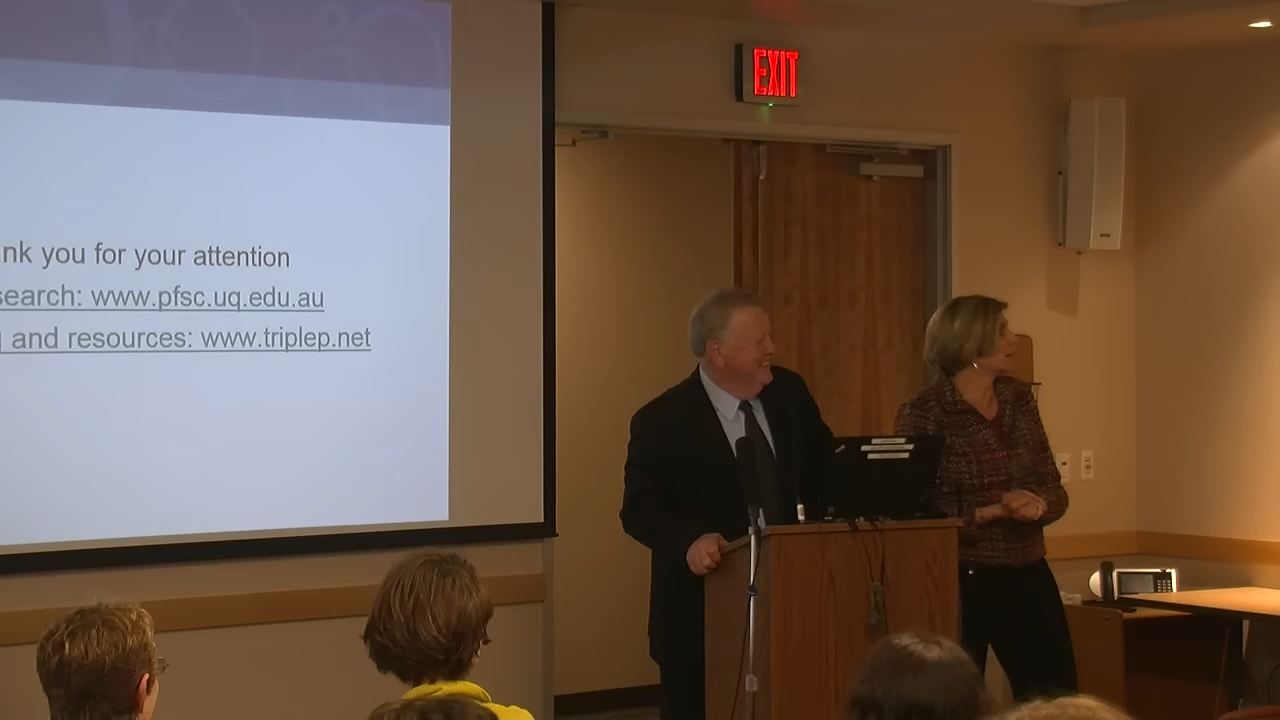 EXIT
nk you for your attention
search: www.pfsc.uq.edu.au
and resources: www.triplep.net